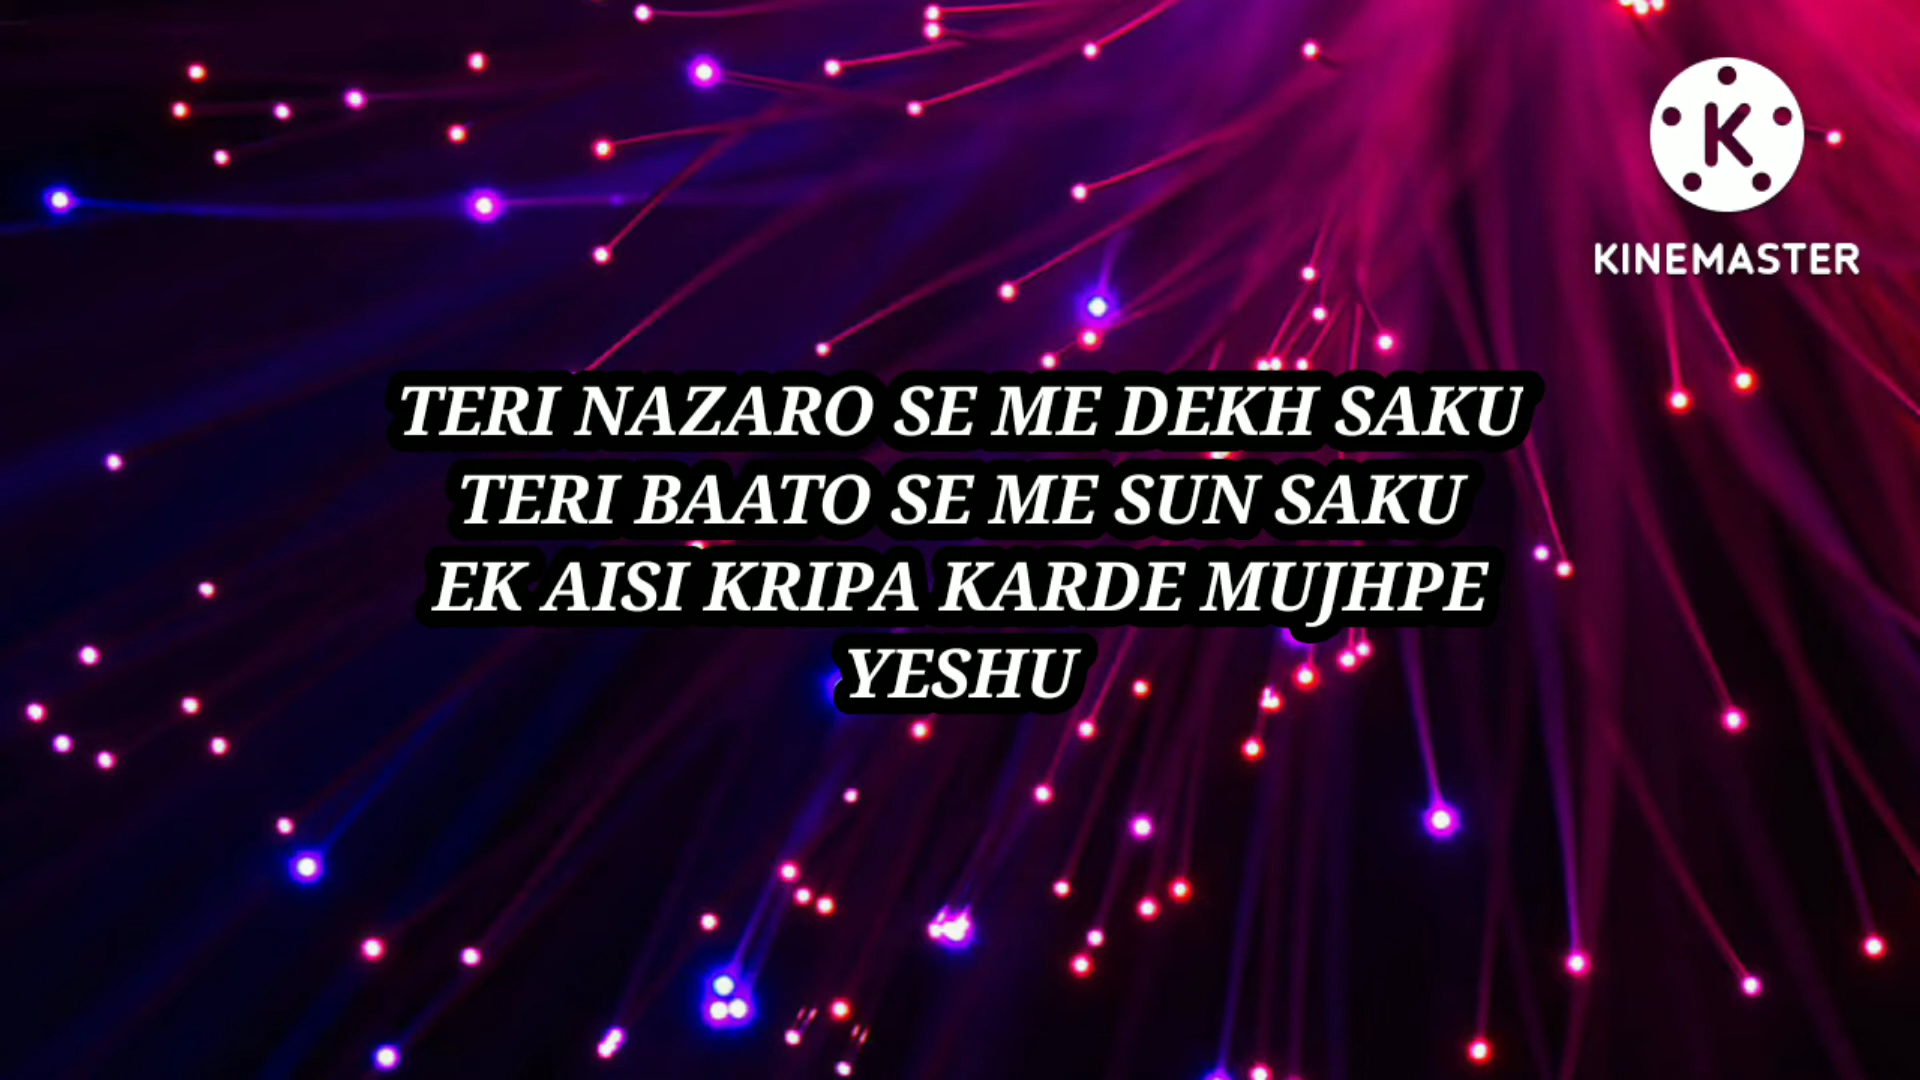 K
KINEMASTER
TERI NAZARO SE ME DEKH SAKU
TERI BAATO SE ME SUN SAKU
EK AISI KRIPA KARDE MUJHPE
YESHU